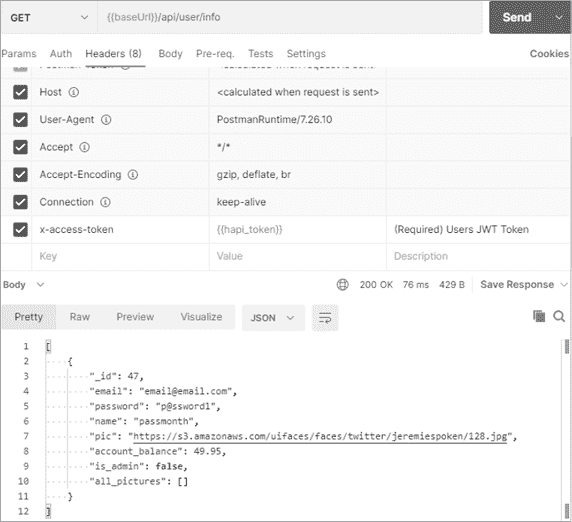 GET {{baseUrl}}/api/user/info Send
Params Auth Headers (8) Body Pre-req. Tests Settings Cookies
Host <calculated when request is sent>
User-Agent PostmanRuntime/7.26.10
Accept */*
Accept-Encoding gzip, deflate, br
Connection keep-alive
x-access-token {{hapi_token}} (Required) Users JWT Token
Key Value Description
Body 200 OK 76 ms 429 B Save Response
Pretty Raw Preview Visualize JSON
1 [
2 {
3 "_id": 47,
4 "email": "email@email.com",
5 "password": "p@ssword1",
6 "name": "passmonth",
7 "pic": "https://s3.amazonaws.com/uifaces/faces/twitter/jeremiespoken/128.jpg",
8 "account_balance": 49.95,
9 "is_admin": false,
10 "all_pictures": []
11 }
12 ]